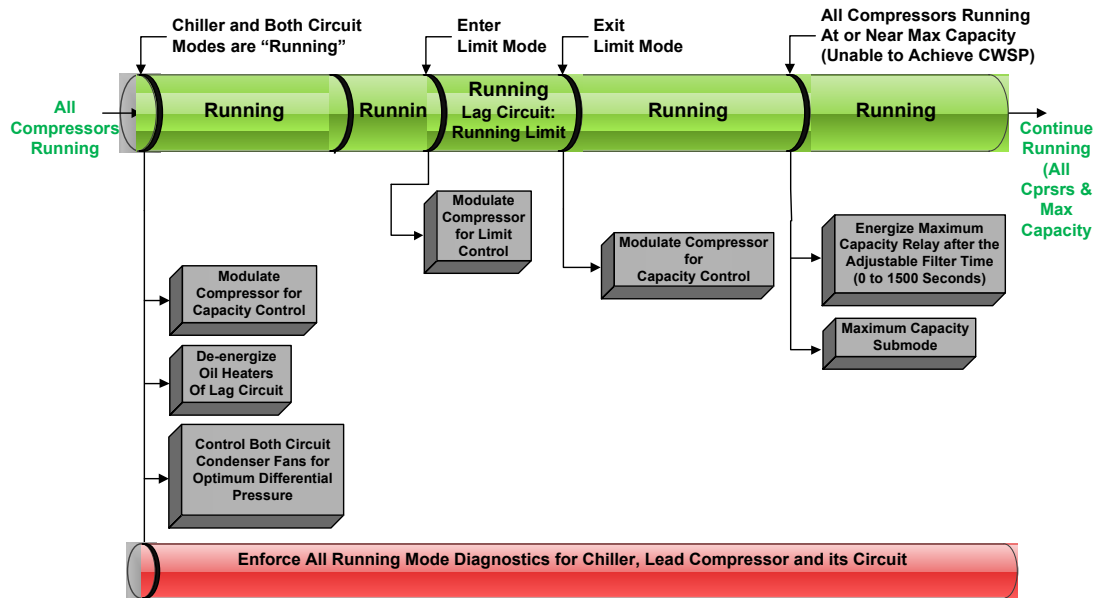 Chiller and Both Circuit
Modes are “Running”
Enter
Limit Mode
Exit
Limit Mode
All Compressors Running
At or Near Max Capacity
(Unable to Achieve CWSP)
All
Compressors
Running
Running
Runnin
Running
Lag Circuit:
Running Limit
Running
Running
Continue
Running
(All
Cprsrs &
Max
Capacity
Modulate
Compressor for
Capacity Control
De-energize
Oil Heaters
Of Lag Circuit
Control Both Circuit
Condenser Fans for
Optimum Differential
Pressure
Modulate
Compressor
for Limit
Control
Modulate Compressor
for
Capacity Control
Energize Maximum
Capacity Relay after the
Adjustable Filter Time
(0 to 1500 Seconds)
Maximum Capacity
Submode
Enforce All Running Mode Diagnostics for Chiller, Lead Compressor and its Circuit